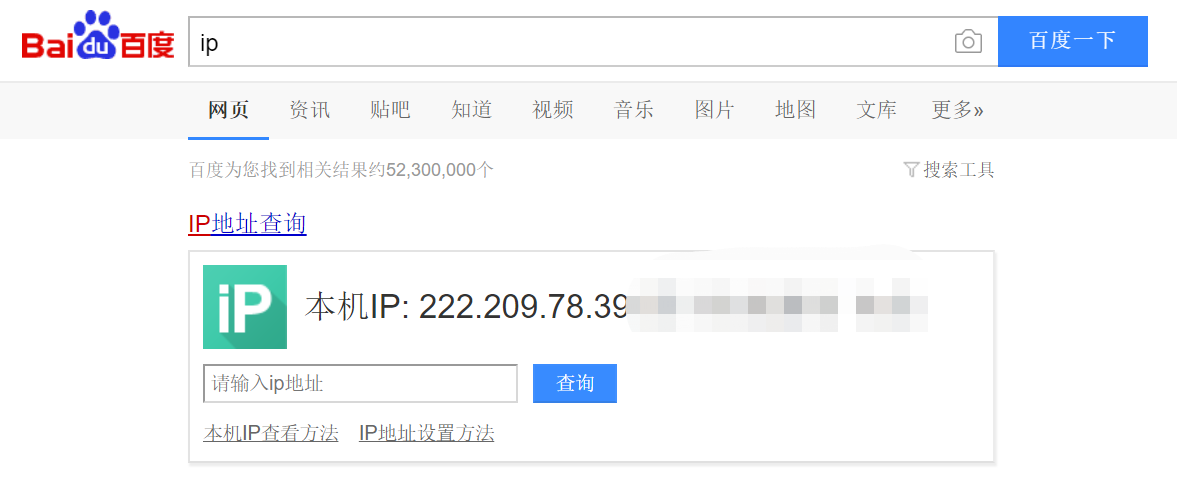 Bai du 百度 ip 百度一下
网页 资讯 贴吧 知道 视频 音乐 图片 地图 文库 更多»
百度为您找到相关结果约52,300,000个 搜索工具
IP地址查询
iP 本机IP: 222.209.78.39
请输入ip地址 查询
本机IP查看方法 IP地址设置方法